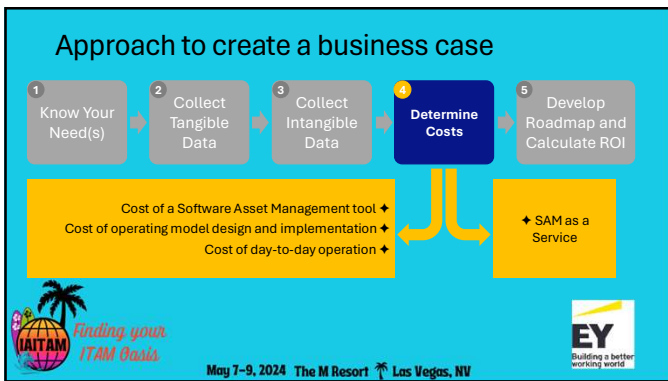 Approach to create a business case
1
Know Your
Need(s)
2
Collect
Tangible
Data
3
Collect
Intangible
Data
4
Determine
Costs
5
Develop
Roadmap and
Calculate ROI
Cost of a Software Asset Management tool ✦
Cost of operating model design and implementation ✦
Cost of day-to-day operation ✦
✦ SAM as a
Service
IAITAM
Finding your
ITAM Oasis
May 7-9, 2024 The M Resort Las Vegas, NV
EY
Building a better
working world